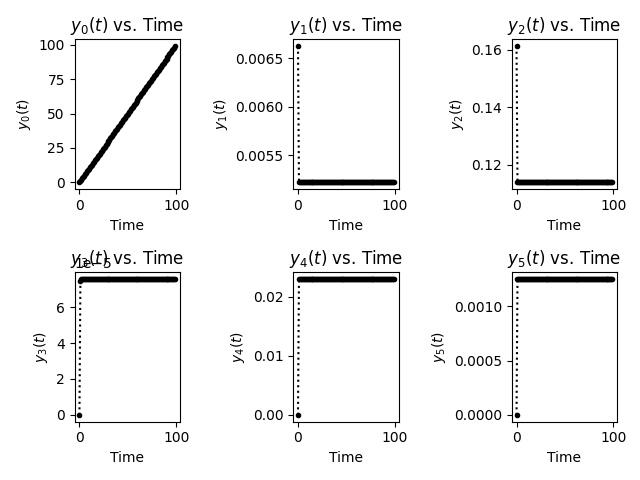 y₀(t) vs. Time
y₁(t) vs. Time
y₂(t) vs. Time
100
75
50
25
0
y₀(t)
0 100
Time
0.0065
0.0060
0.0055
y₁(t)
0 100
Time
0.16
0.14
0.12
y₂(t)
0 100
Time
y₃(t) vs. Time
1e−5
y₄(t) vs. Time
y₅(t) vs. Time
6
4
2
0
y₃(t)
0 100
Time
0.02
0.01
0.00
y₄(t)
0 100
Time
0.0010
0.0005
0.0000
y₅(t)
0 100
Time